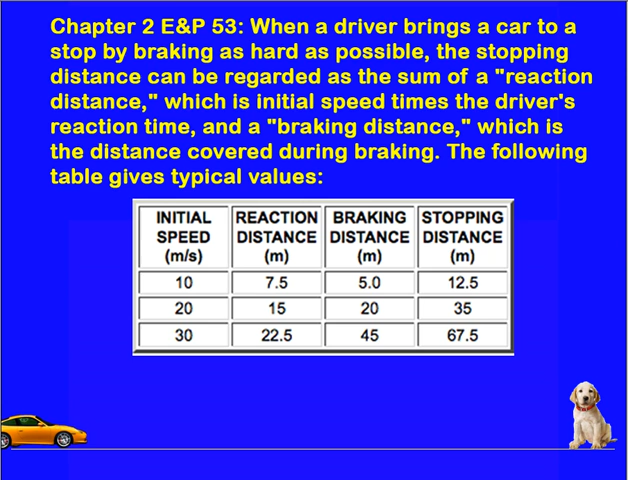 Chapter 2 E&P 53: When a driver brings a car to a
stop by braking as hard as possible, the stopping
distance can be regarded as the sum of a "reaction
distance," which is initial speed times the driver's
reaction time, and a "braking distance," which is
the distance covered during braking. The following
table gives typical values:
INITIAL SPEED (m/s) REACTION DISTANCE (m) BRAKING DISTANCE (m) STOPPING DISTANCE (m)
10 7.5 5.0 12.5
20 15 20 35
30 22.5 45 67.5